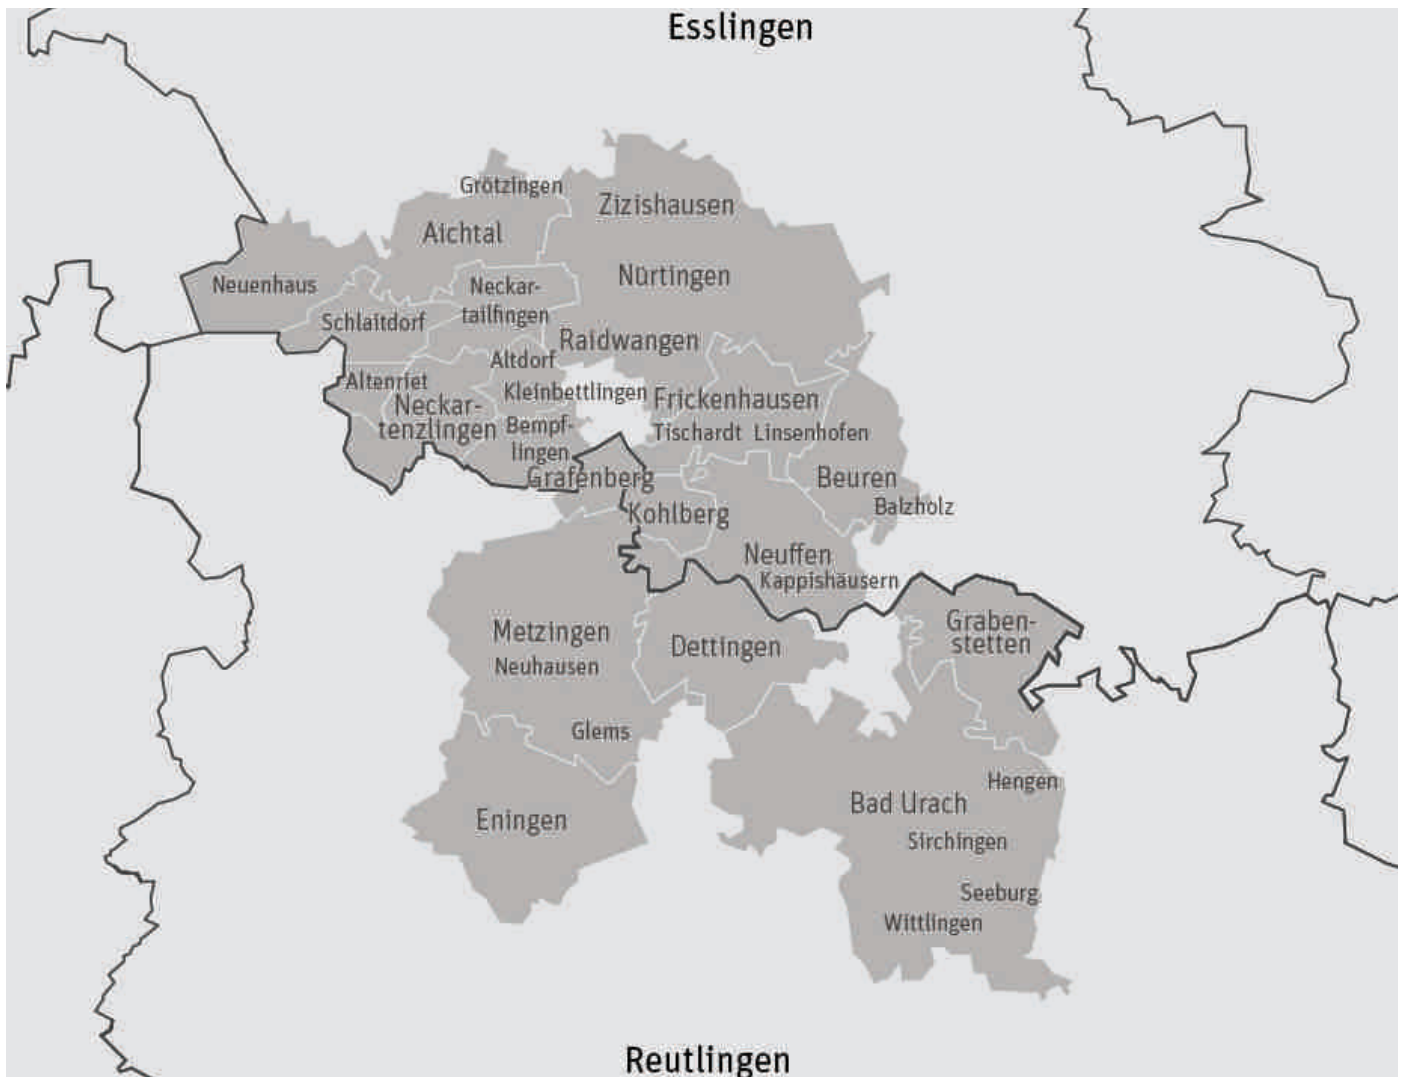 Esslingen
Grötzingen
Zizishausen
Aichtal
Nürtingen
Neuenhaus
Neckar-
tailfingen
Schlaitdorf
Raidwangen
Altdorf
Altenriet
Kleinbettlingen
Frickenhausen
Neckar-
tenzlingen
Bempf-
lingen
Tischardt
Linsenhofen
Grafenberg
Beuren
Balzholz
Kohlberg
Neuffen
Kappishäusern
Metzingen
Neuhausen
Dettingen
Graben-
stetten
Glems
Hengen
Bad Urach
Eningen
Sirchingen
Seeburg
Wittlingen
Reutlingen